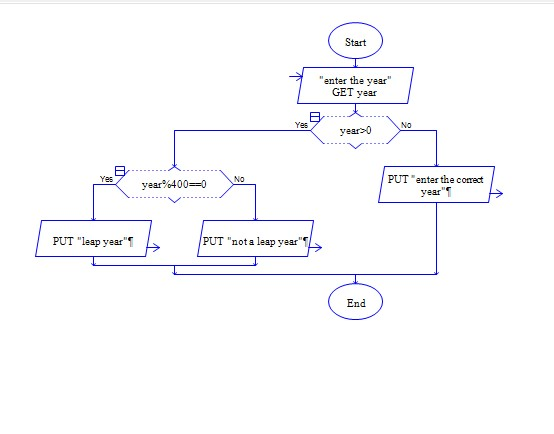 Start
"enter the year"
GET year
Yes
year>0
No
Yes
year%400==0
No
PUT "enter the correct
year"¶
PUT "leap year"¶
PUT "not a leap year"¶
End